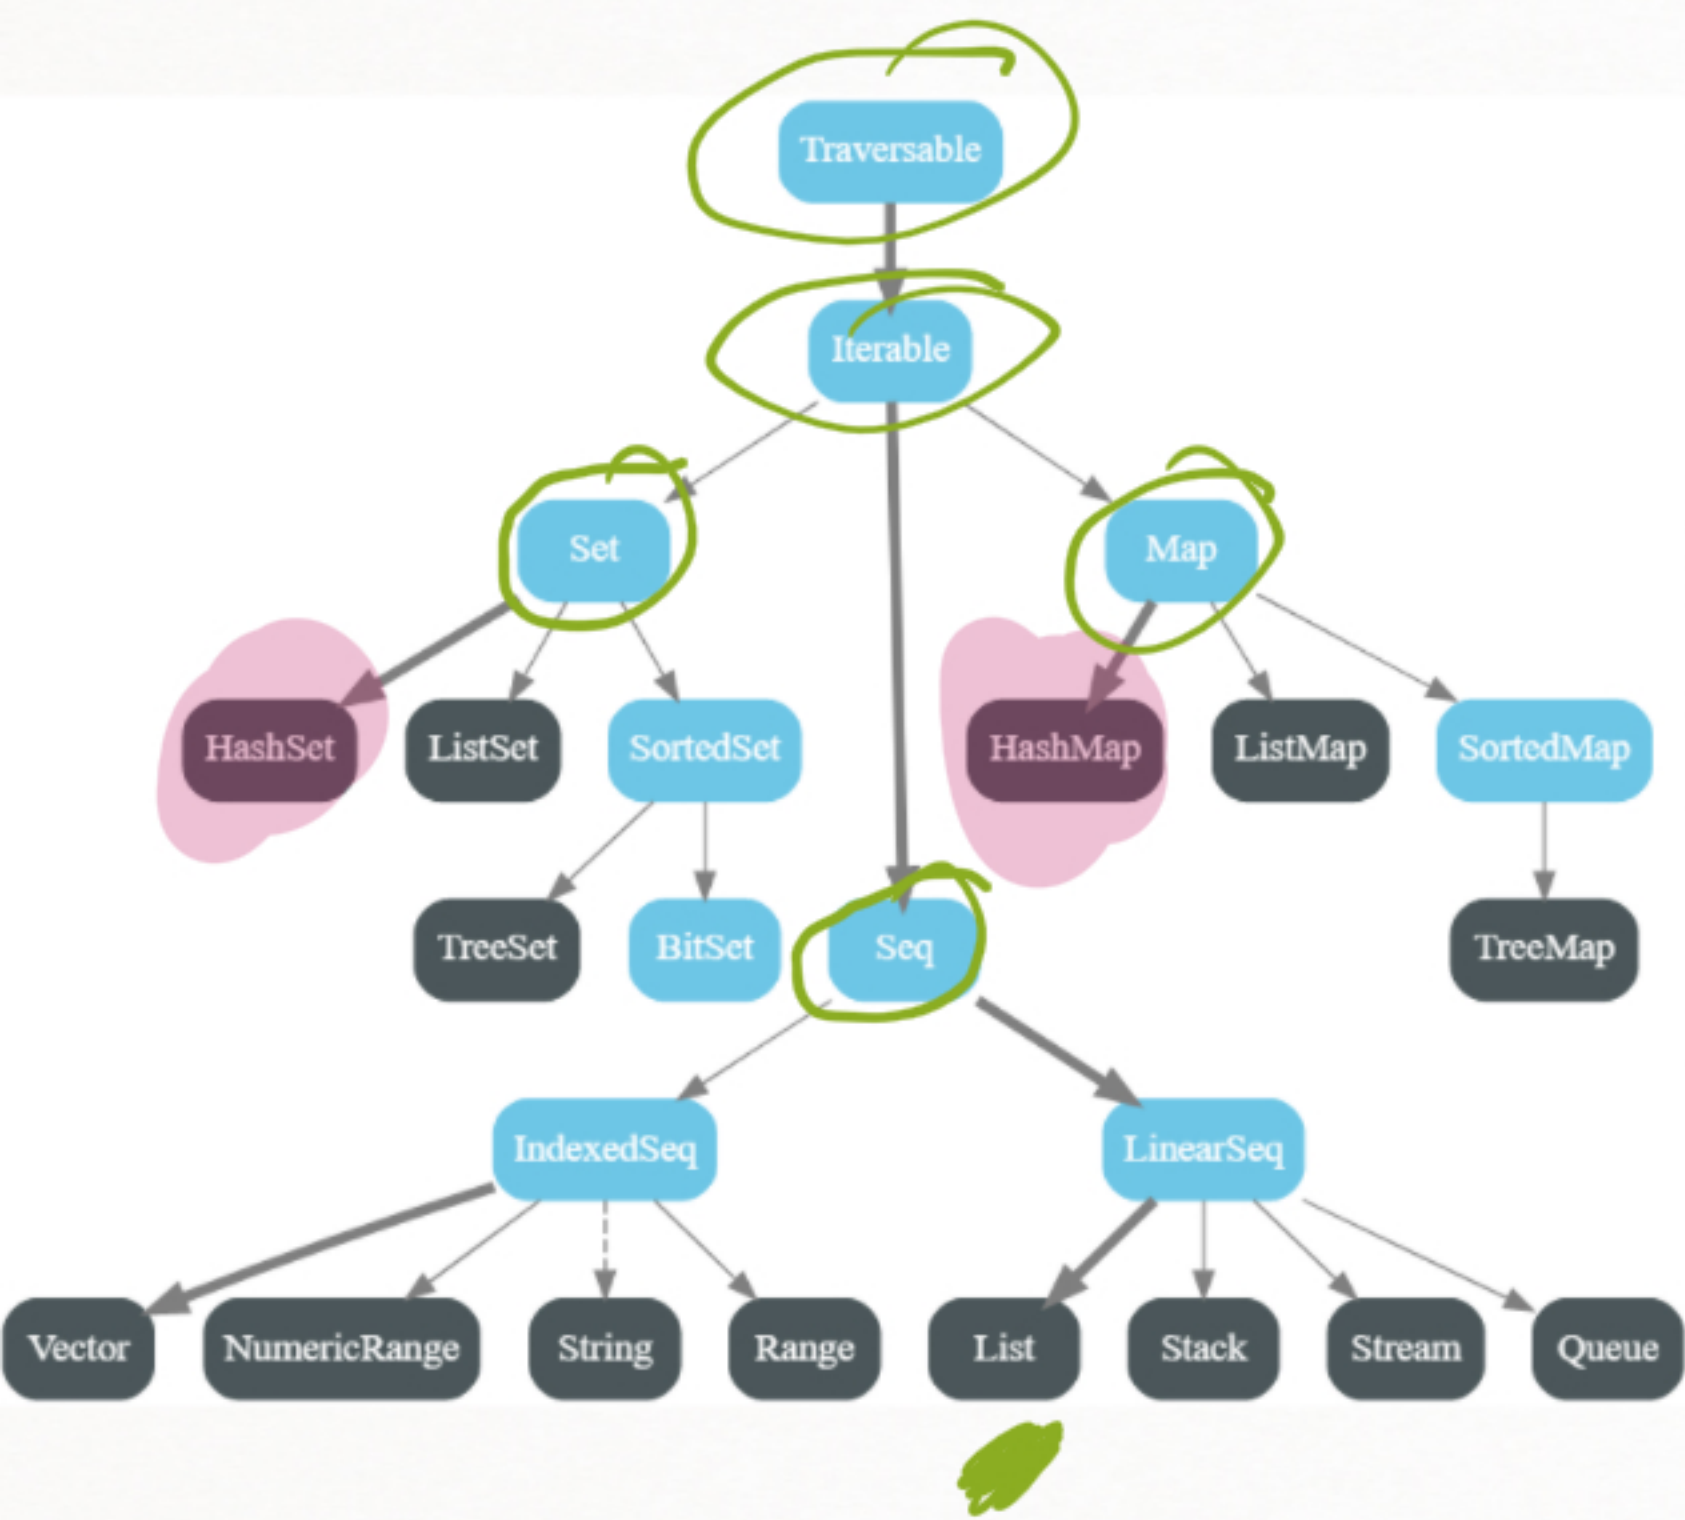 Traversable
Iterable
Set
Map
HashSet
ListSet
SortedSet
HashMap
ListMap
SortedMap
TreeSet
BitSet
Seq
TreeMap
IndexedSeq
LinearSeq
Vector
NumericRange
String
Range
List
Stack
Stream
Queue